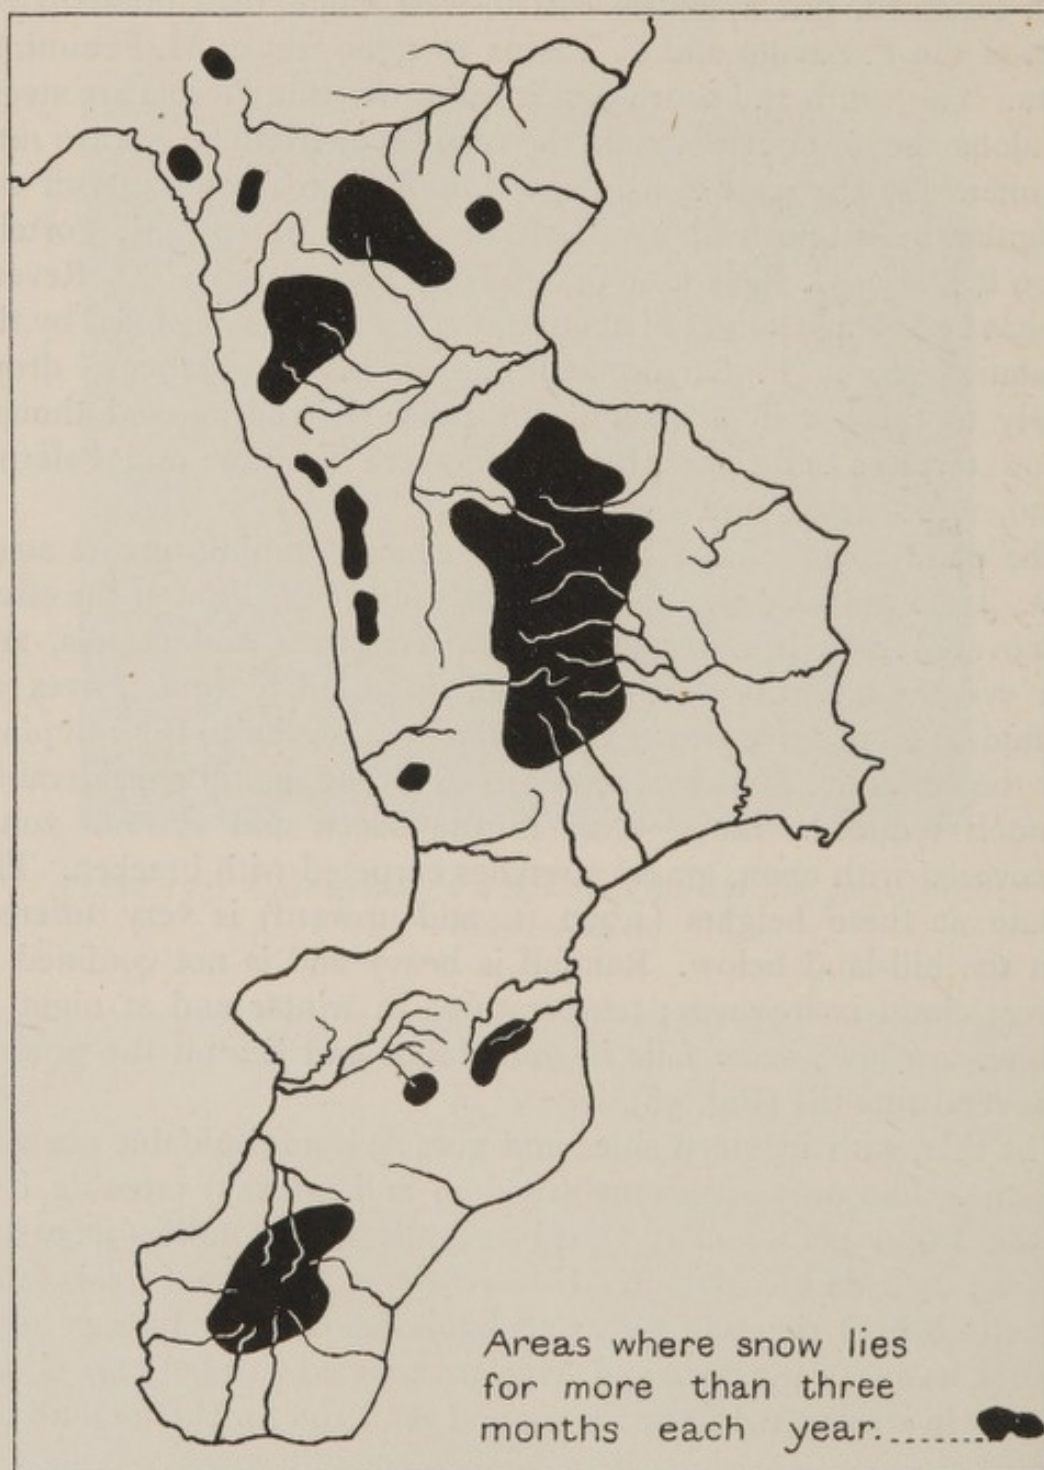 Areas where snow lies
for more than three
months each year.........